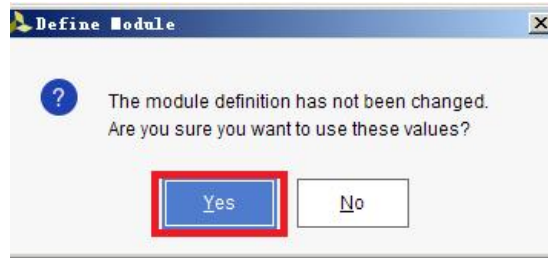 Define Module
?
The module definition has not been changed.
Are you sure you want to use these values?
Yes
No